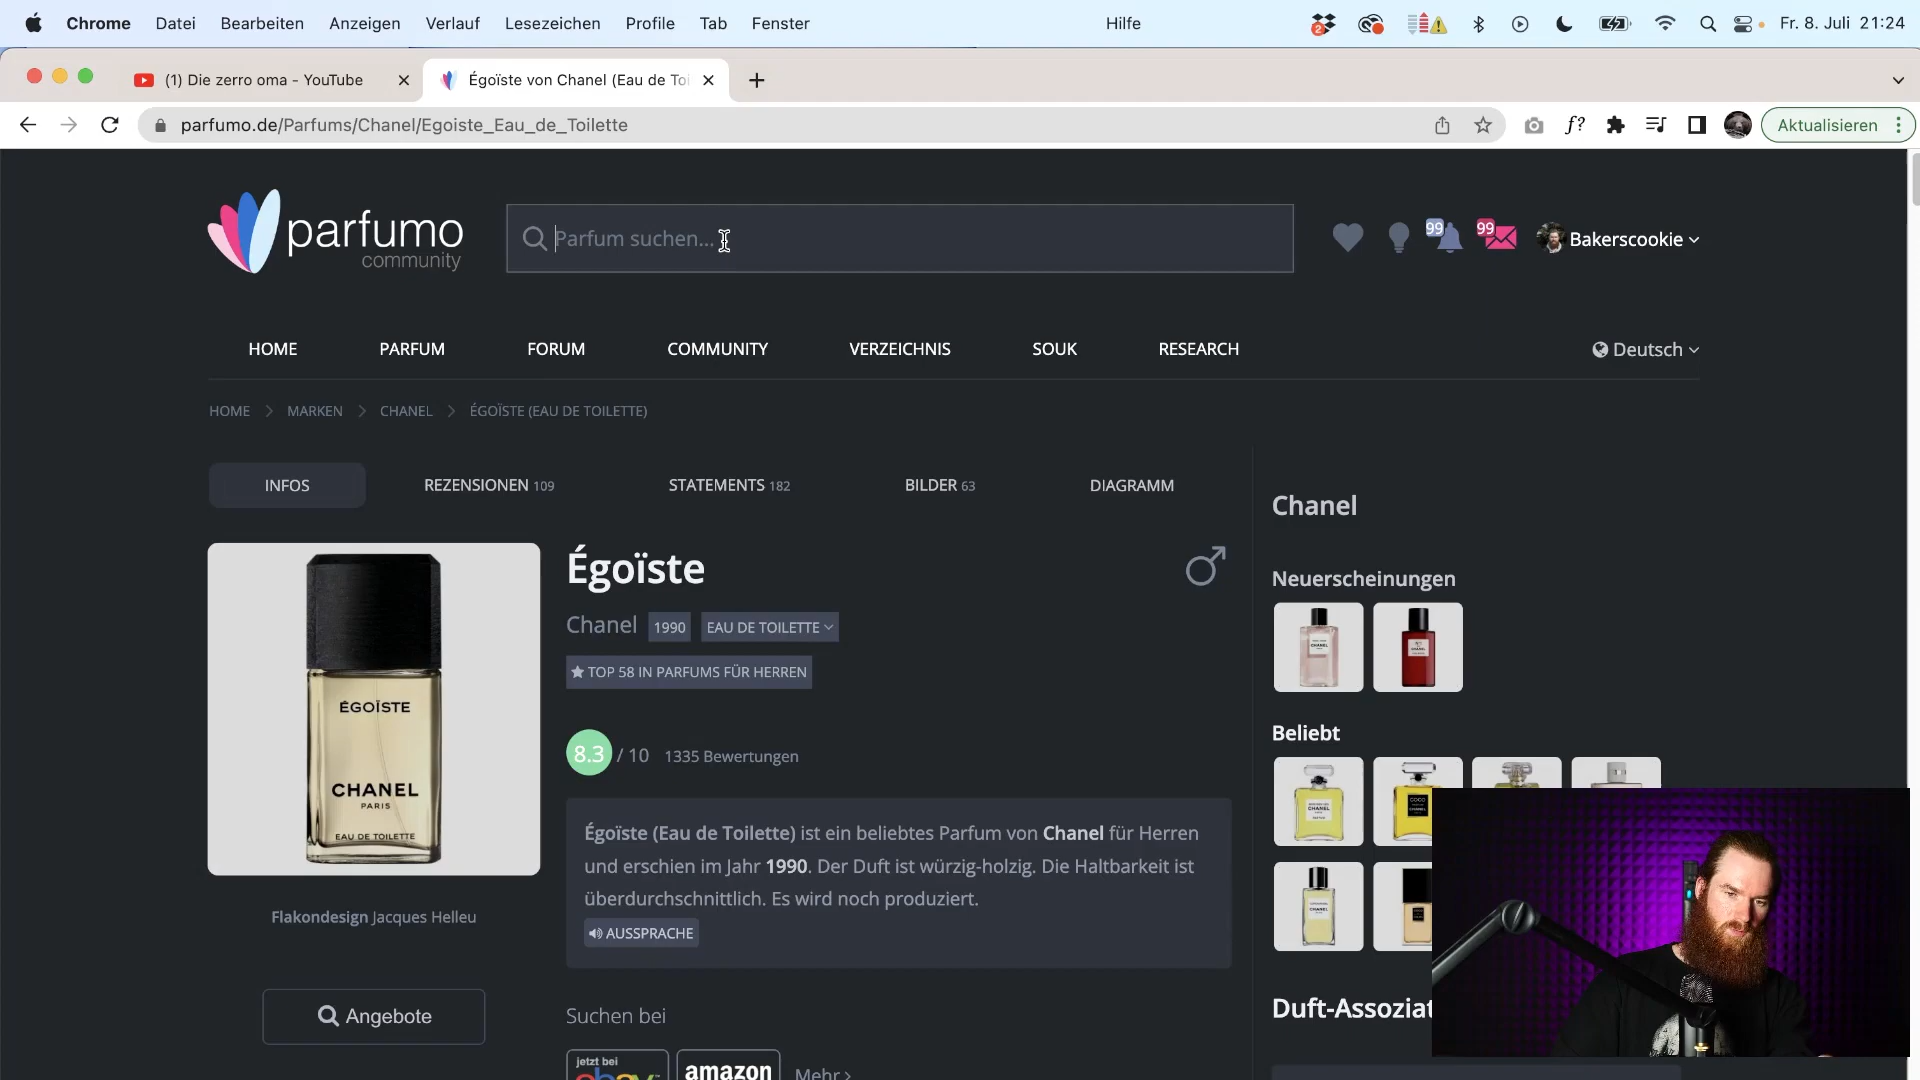 Chrome Datei Bearbeiten Anzeigen Verlauf Lesezeichen Profile Tab Fenster Hilfe Fr. 8. Juli 21:24
(1) Die zerro oma - YouTube
Égoïste von Chanel (Eau de Toi
parfumo.de/Parfums/Chanel/Egoiste_Eau_de_Toilette
Aktualisieren
parfumo
community
Parfum suchen...
99
99
Bakerscookie
HOME PARFUM FORUM COMMUNITY VERZEICHNIS SOUK RESEARCH
Deutsch
HOME > MARKEN > CHANEL > ÉGOÏSTE (EAU DE TOILETTE)
INFOS REZENSIONEN 109 STATEMENTS 182 BILDER 63 DIAGRAMM
ÉGOÏSTE
CHANEL
PARIS
EAU DE TOILETTE
Flakondesign Jacques Helleu
Angebote
Égoïste
Chanel 1990 EAU DE TOILETTE
TOP 58 IN PARFUMS FÜR HERREN
8.3 / 10 1335 Bewertungen
Égoïste (Eau de Toilette) ist ein beliebtes Parfum von Chanel für Herren
und erschien im Jahr 1990. Der Duft ist würzig-holzig. Die Haltbarkeit ist
überdurchschnittlich. Es wird noch produziert.
AUSSPRACHE
Suchen bei
jetzt bei
ebay
amazon
Mehr >
Chanel
Neuerscheinungen
Beliebt
Duft-Assoziat